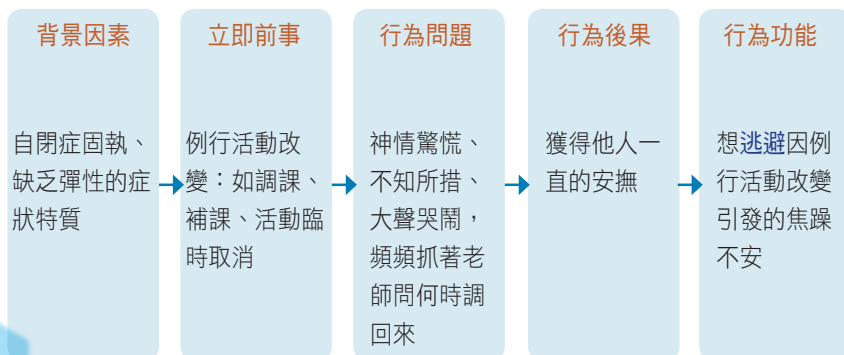 背景因素
自閉症固執、
缺乏彈性的症
狀特質
立即前事
例行活動改
變：如調課、
補課、活動臨
時取消
行為問題
神情驚慌、
不知所措、
大聲哭鬧，
頻頻抓著老
師問何時調
回來
行為後果
獲得他人一
直的安撫
行為功能
想逃避因例
行活動改變
引發的焦躁
不安